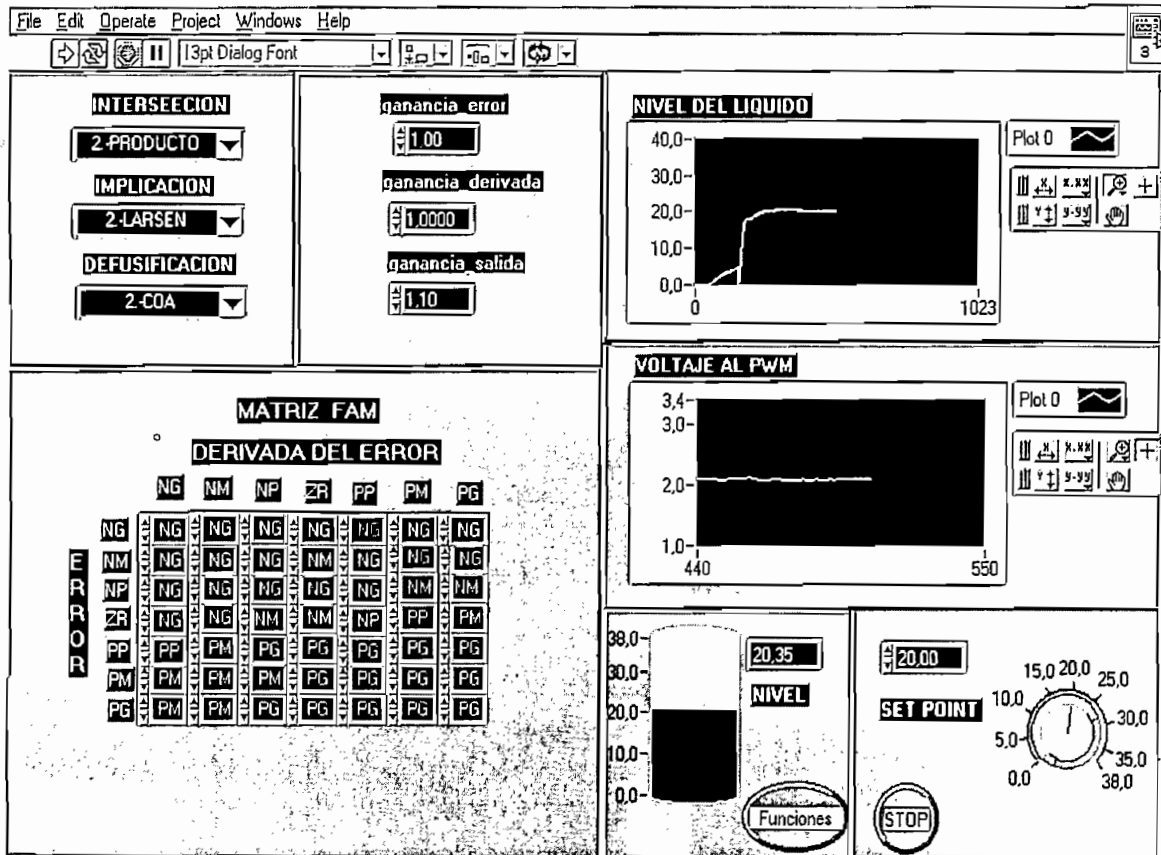 File Edit Operate Project Windows Help
13pt Dialog Font
3
INTERSEECION
2-PRODUCTO
IMPLICACION
2-LARSEN
DEFUSIFICACION
2.-COA
ganancia_error
1,00
ganancia_derivada
1,0000
ganancia_salida
1,10
NIVEL DEL LIQUIDO
40,0
30,0
20,0
10,0
0,0
0 1023
Plot 0
VOLTAJE AL PWM
3,4
3,0
2,0
1,0
440 550
Plot 0
MATRIZ FAM
DERIVADA DEL ERROR
NG NM NP ZR PP PM PG
ERROR
NG NG NG NG NG NG NG NG
NM NG NG NG NM NG NG NG
NP NG NG NG NG NG NM NM
ZR NG NG NM NM NP PP PM
PP PP PM PG PG PG PG PG
PM PM PM PM PG PG PG PG
PG PM PM PG PG PG PG PG
38,0
30,0
20,0
10,0
0,0
20,35
NIVEL
Funciones
20,00
SET POINT
0,0 5,0 10,0 15,0 20,0 25,0 30,0 35,0 38,0
STOP